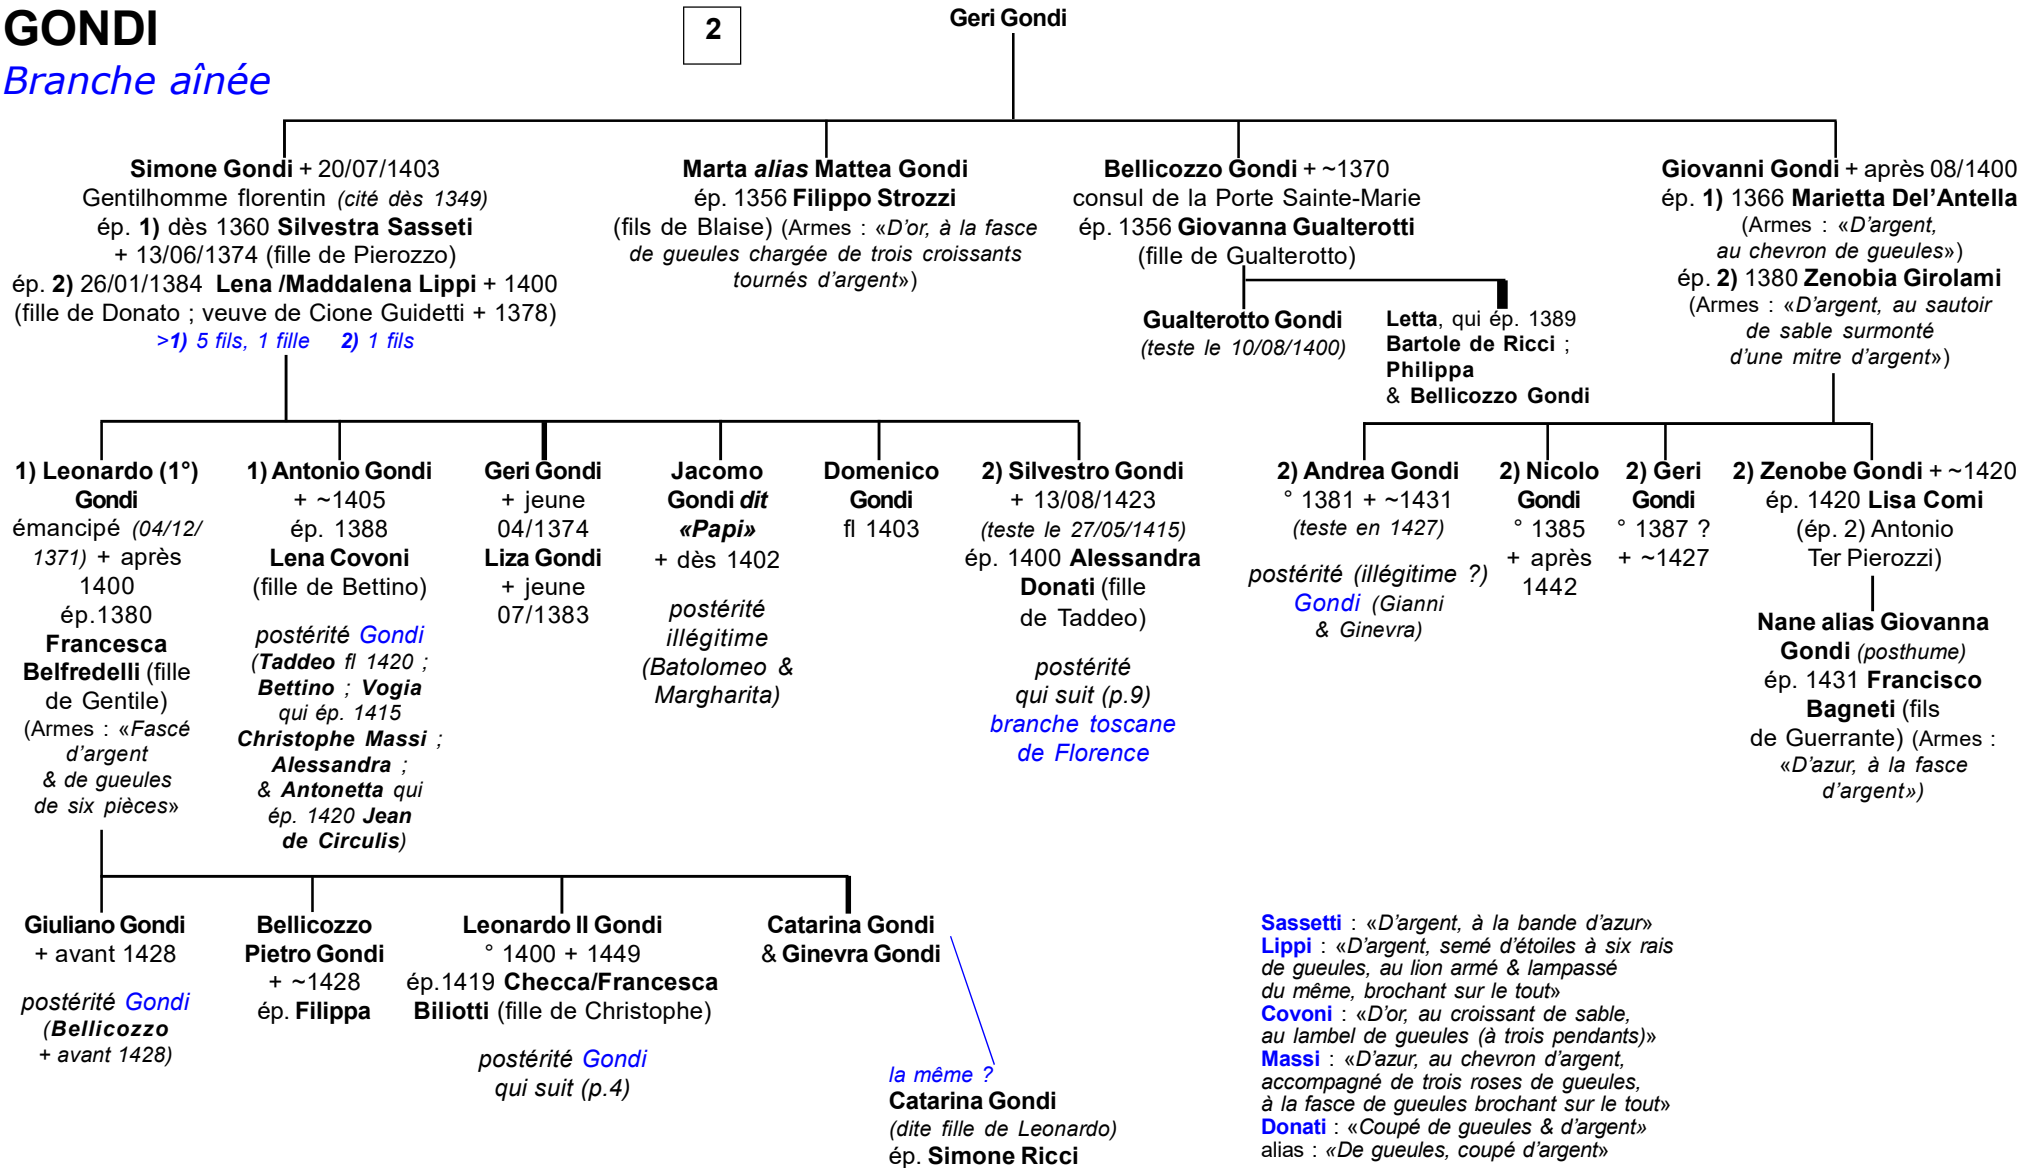 GONDI
Branche aînée
2
Geri Gondi
Simone Gondi + 20/07/1403
Gentilhomme florentin (cité dès 1349)
ép. 1) dès 1360 Silvestra Sasseti
+ 13/06/1374 (fille de Pierozzo)
ép. 2) 26/01/1384 Lena /Maddalena Lippi + 1400
(fille de Donato ; veuve de Cione Guidetti + 1378)
>1) 5 fils, 1 fille 2) 1 fils
Marta alias Mattea Gondi
ép. 1356 Filippo Strozzi
(fils de Blaise) (Armes : «D'or, à la fasce
de gueules chargée de trois croissants
tournés d'argent»)
Bellicozzo Gondi + ~1370
consul de la Porte Sainte-Marie
ép. 1356 Giovanna Gualterotti
(fille de Gualterotto)
Gualterotto Gondi
(teste le 10/08/1400)
Letta, qui ép. 1389
Bartole de Ricci ;
Philippa
& Bellicozzo Gondi
Giovanni Gondi + après 08/1400
ép. 1) 1366 Marietta Del'Antella
(Armes : «D'argent,
au chevron de gueules»)
ép. 2) 1380 Zenobia Girolami
(Armes : «D'argent, au sautoir
de sable surmonté
d'une mitre d'argent»)
1) Leonardo (1°)
Gondi
émancipé (04/12/
1371) + après
1400
ép.1380
Francesca
Belfredelli (fille
de Gentile)
(Armes : «Fascé
d'argent
& de gueules
de six pièces»
1) Antonio Gondi
+ ~1405
ép. 1388
Lena Covoni
(fille de Bettino)
postérité Gondi
(Taddeo fl 1420 ;
Bettino ; Vogia
qui ép. 1415
Christophe Massi ;
Alessandra ;
& Antonetta qui
ép. 1420 Jean
de Circulis)
Geri Gondi
+ jeune
04/1374
Liza Gondi
+ jeune
07/1383
Jacomo
Gondi dit
«Papi»
+ dès 1402
postérité
illégitime
(Batolomeo &
Margharita)
Domenico
Gondi
fl 1403
2) Silvestro Gondi
+ 13/08/1423
(teste le 27/05/1415)
ép. 1400 Alessandra
Donati (fille
de Taddeo)
postérité
qui suit (p.9)
branche toscane
de Florence
2) Andrea Gondi
° 1381 + ~1431
(teste en 1427)
postérité (illégitime ?)
Gondi (Gianni
& Ginevra)
2) Nicolo
Gondi
° 1385
+ après
1442
2) Geri
Gondi
° 1387 ?
+ ~1427
2) Zenobe Gondi + ~1420
ép. 1420 Lisa Comi
(ép. 2) Antonio
Ter Pierozzi)
Nane alias Giovanna
Gondi (posthume)
ép. 1431 Francisco
Bagneti (fils
de Guerrante) (Armes :
«D'azur, à la fasce
d'argent»)
Giuliano Gondi
+ avant 1428
postérité Gondi
(Bellicozzo
+ avant 1428)
Bellicozzo
Pietro Gondi
+ ~1428
ép. Filippa
Leonardo II Gondi
° 1400 + 1449
ép.1419 Checca/Francesca
Biliotti (fille de Christophe)
postérité Gondi
qui suit (p.4)
Catarina Gondi
& Ginevra Gondi
la même ?
Catarina Gondi
(dite fille de Leonardo)
ép. Simone Ricci
Sassetti : «D'argent, à la bande d'azur»
Lippi : «D'argent, semé d'étoiles à six rais
de gueules, au lion armé & lampassé
du même, brochant sur le tout»
Covoni : «D'or, au croissant de sable,
au lambel de gueules (à trois pendants)»
Massi : «D'azur, au chevron d'argent,
accompagné de trois roses de gueules,
à la fasce de gueules brochant sur le tout»
Donati : «Coupé de gueules & d'argent»
alias : «De gueules, coupé d'argent»